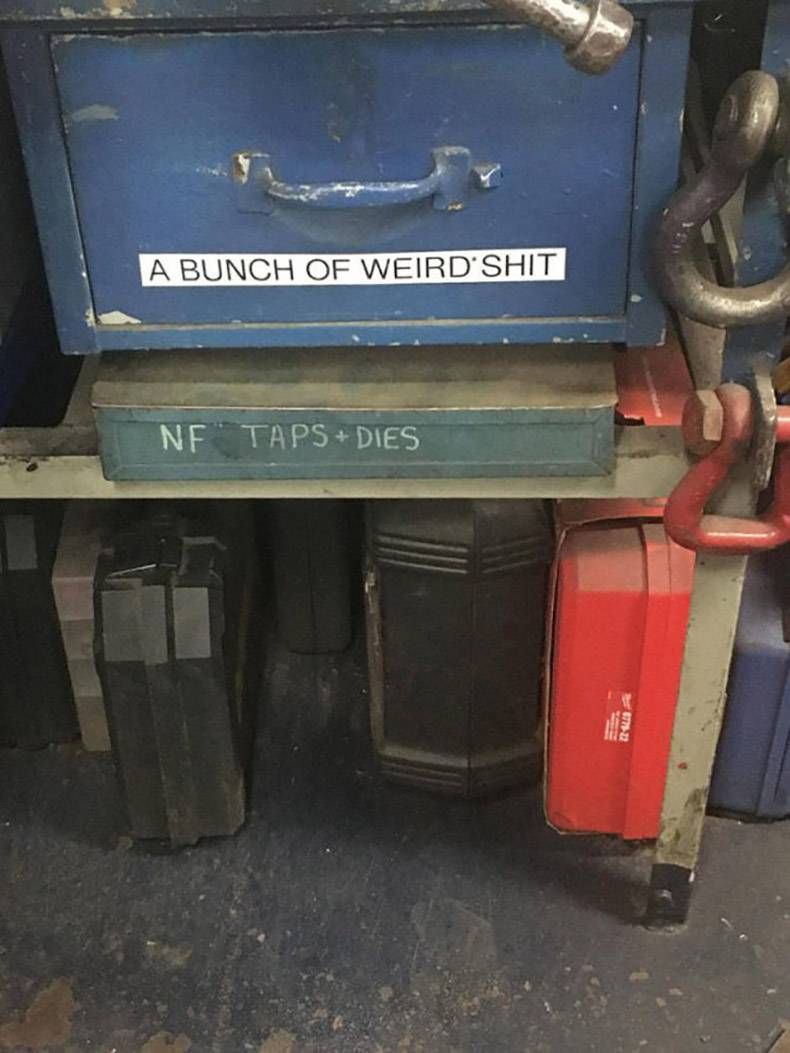 A BUNCH OF WEIRD SHIT
NF TAPS + DIES